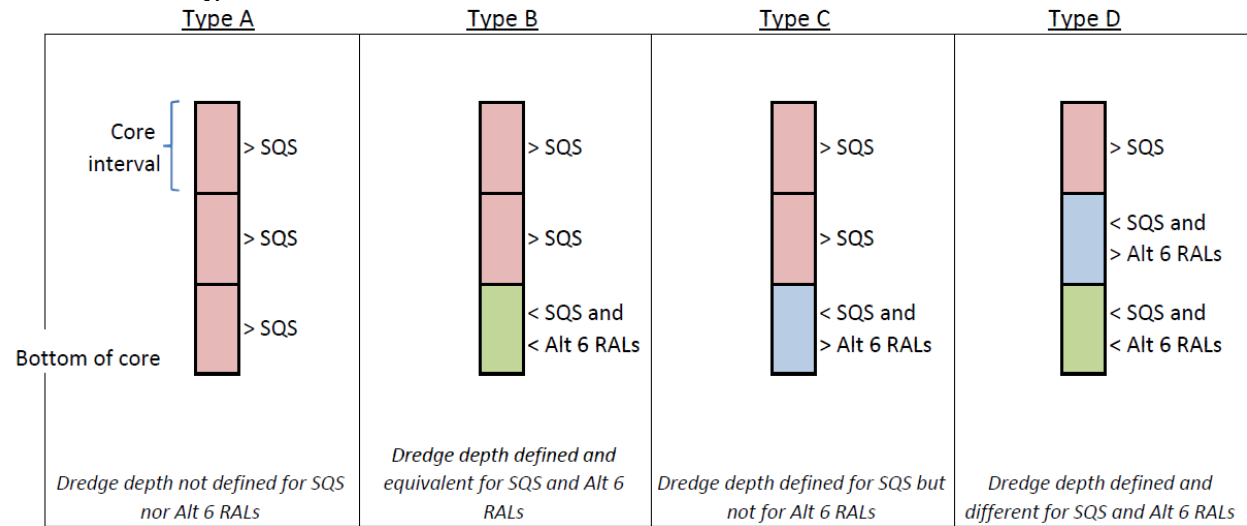 Type A
Type B
Type C
Type D
Core
interval
> SQS
> SQS
> SQS
Bottom of core
Dredge depth not defined for SQS
nor Alt 6 RALs
> SQS
> SQS
< SQS and
< Alt 6 RALs
Dredge depth defined and
equivalent for SQS and Alt 6
RALs
> SQS
> SQS
< SQS and
> Alt 6 RALs
Dredge depth defined for SQS but
not for Alt 6 RALs
> SQS
< SQS and
> Alt 6 RALs
< SQS and
< Alt 6 RALs
Dredge depth defined and
different for SQS and Alt 6 RALs